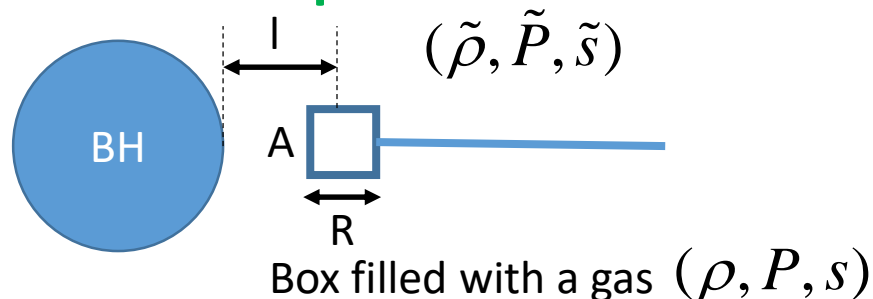 l
(ρ̃, P̃, s̃)
BH
A
R
Box filled with a gas (ρ, P, s)